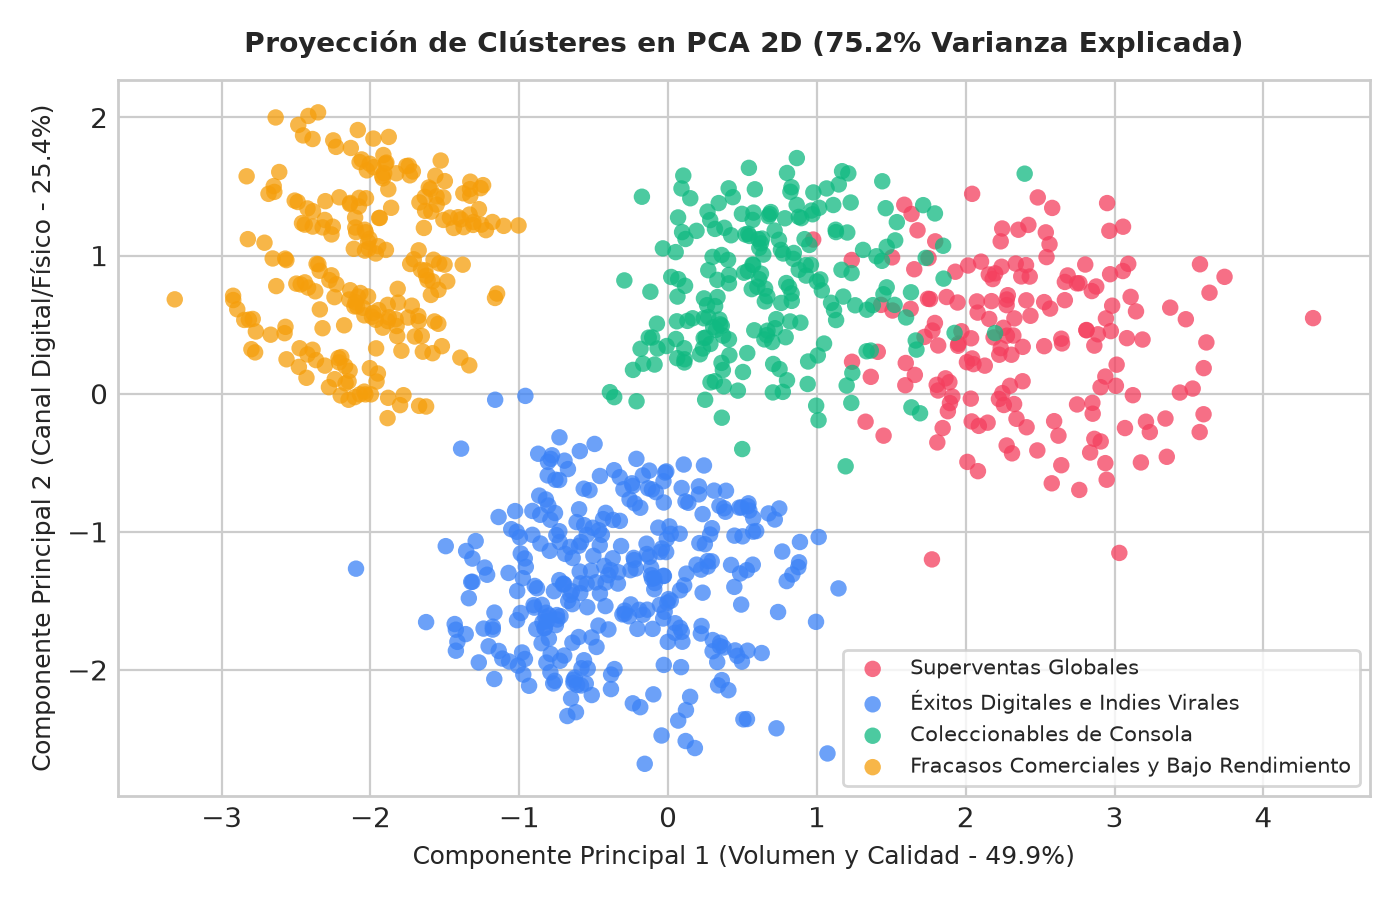 Proyección de Clústeres en PCA 2D (75.2% Varianza Explicada)
Componente Principal 2 (Canal Digital/Físico - 25.4%)
2
1
0
−1
−2
Superventas Globales
Éxitos Digitales e Indies Virales
Coleccionables de Consola
Fracasos Comerciales y Bajo Rendimiento
−3 −2 −1 0 1 2 3 4
Componente Principal 1 (Volumen y Calidad - 49.9%)